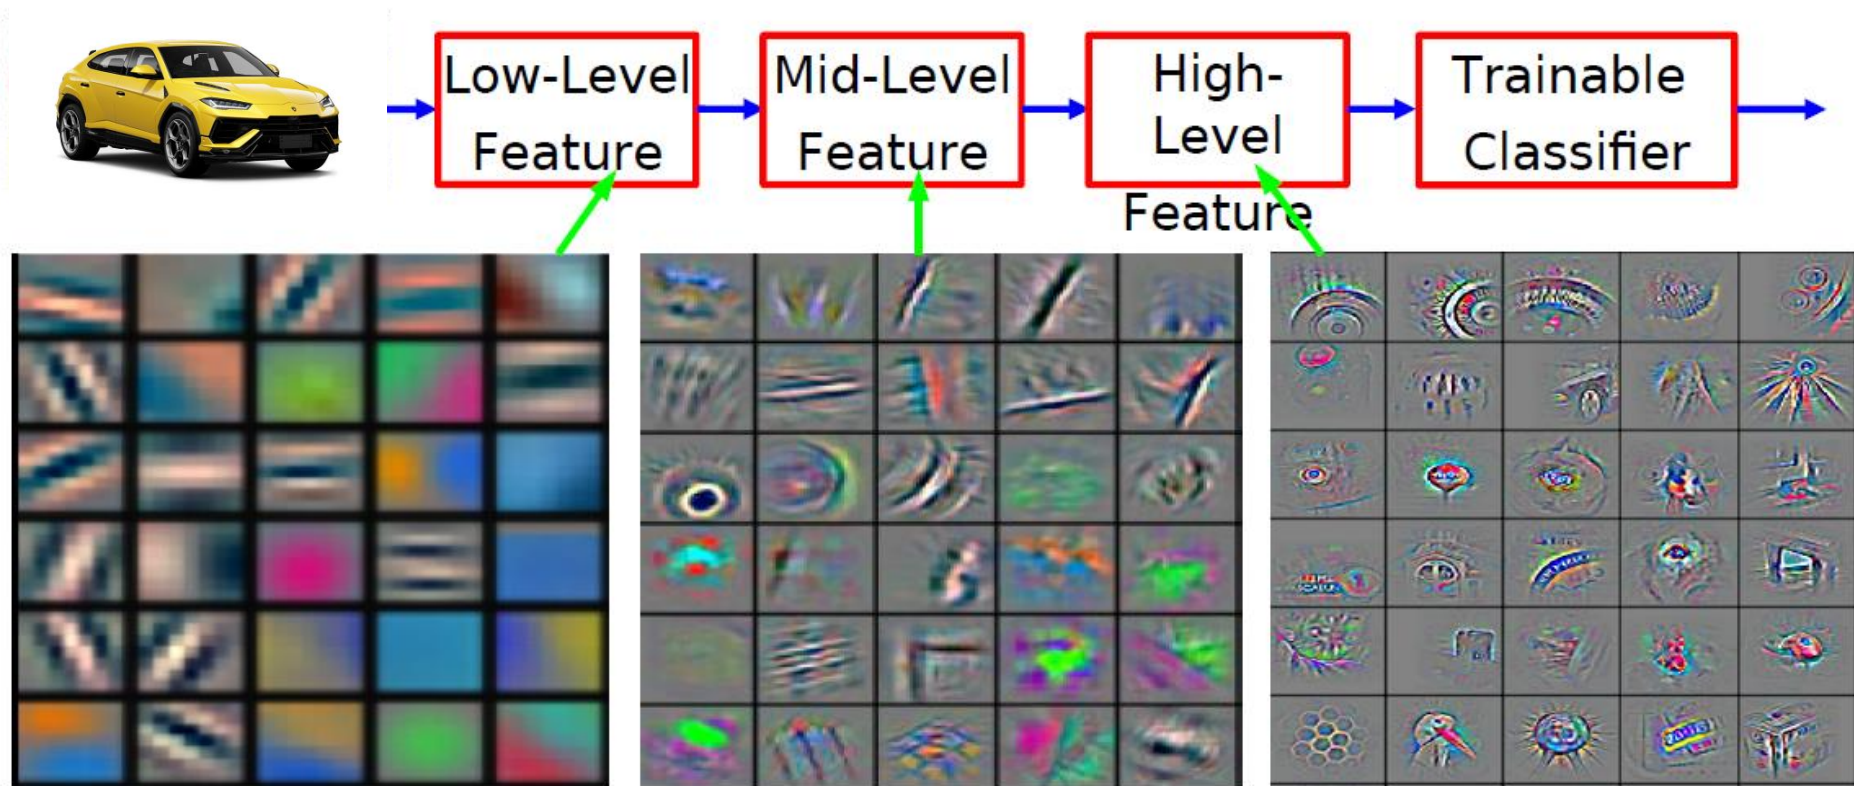 Low-Level
Feature
Mid-Level
Feature
High-
Level
Feature
Trainable
Classifier